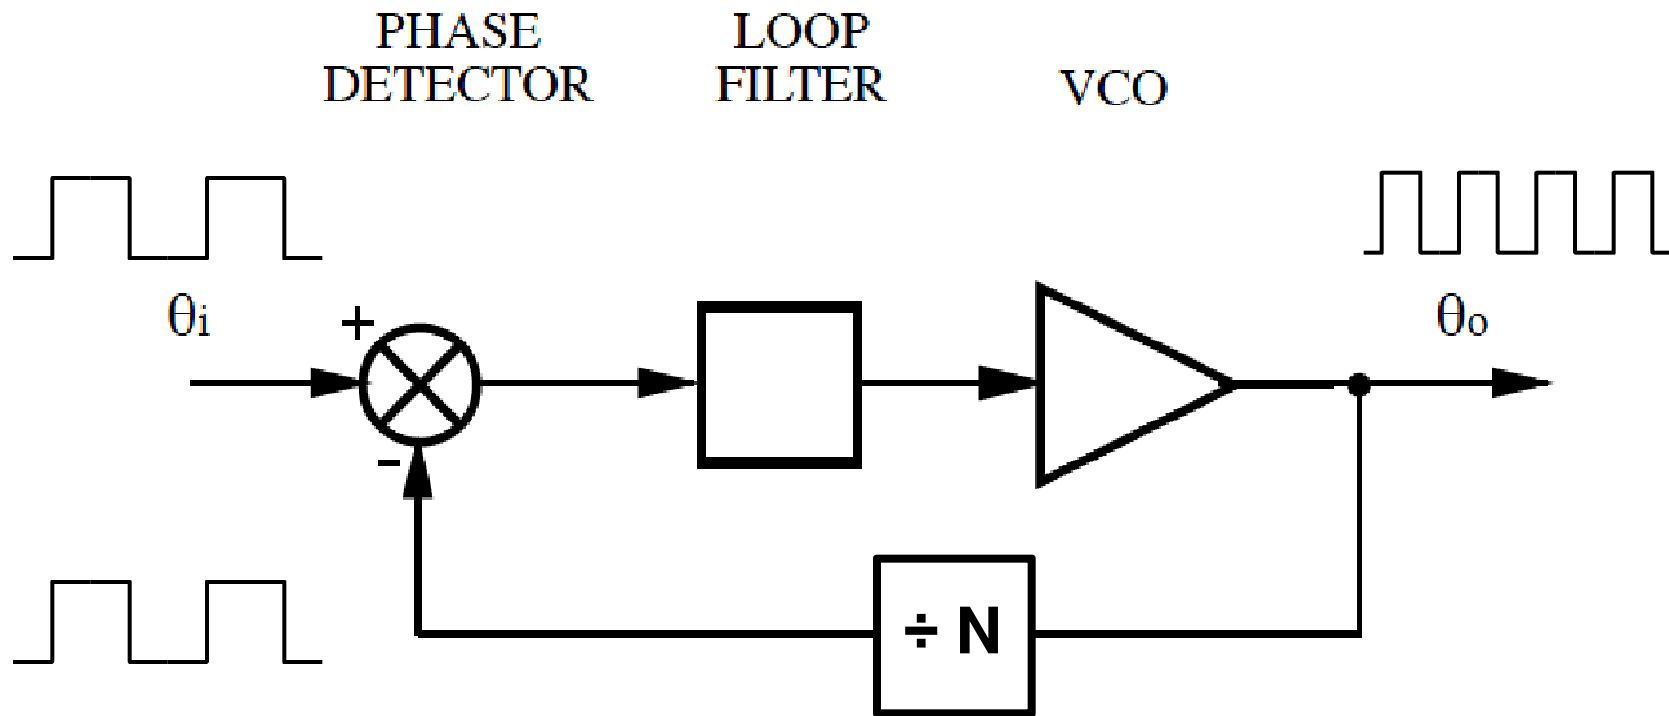 PHASE
DETECTOR
LOOP
FILTER
VCO
θi
+
θo
-
÷ N